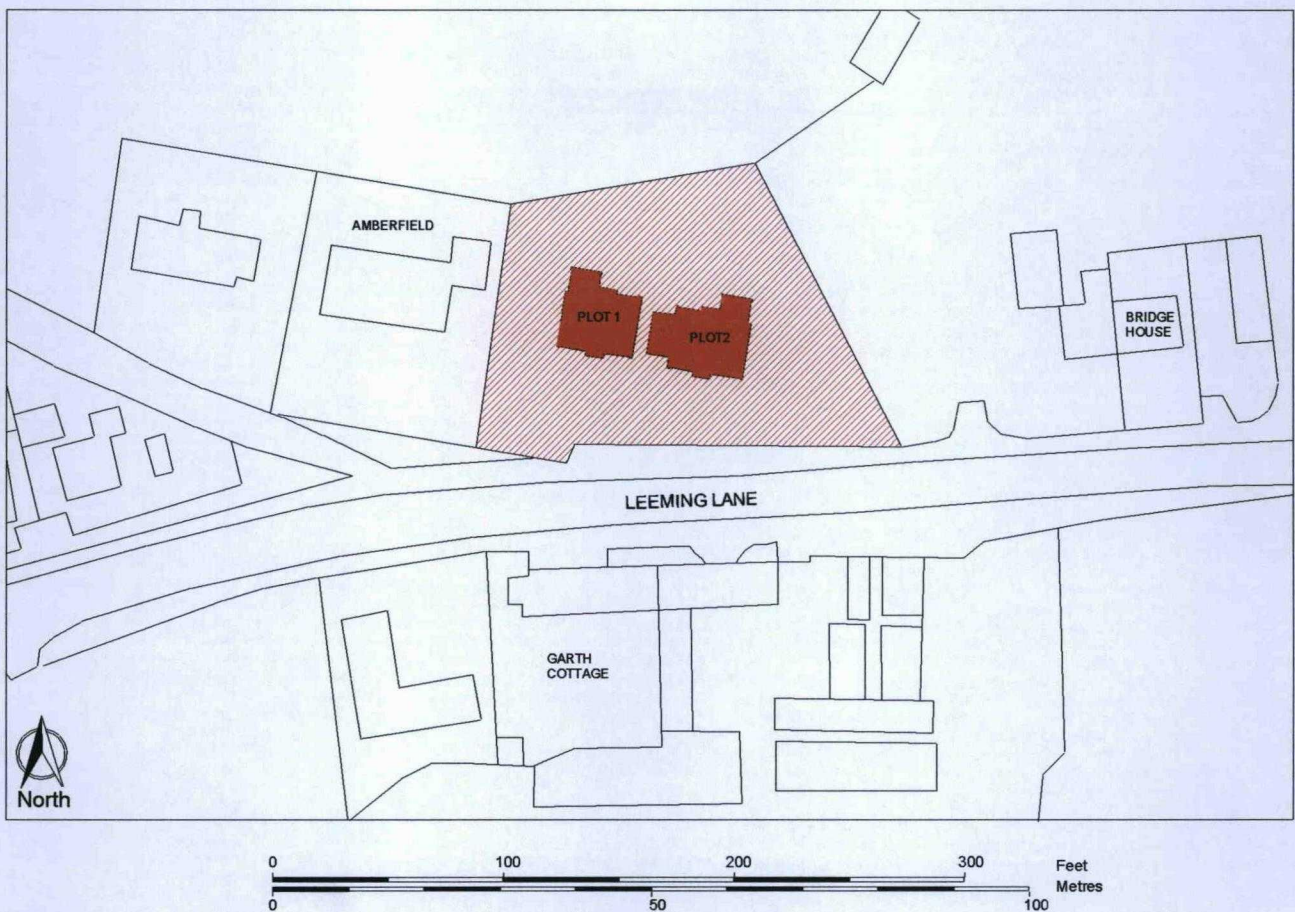 AMBERFIELD
PLOT 1
PLOT2
BRIDGE
HOUSE
LEEMING LANE
GARTH
COTTAGE
North
0 100 200 300 Feet
Metres
0 50 100